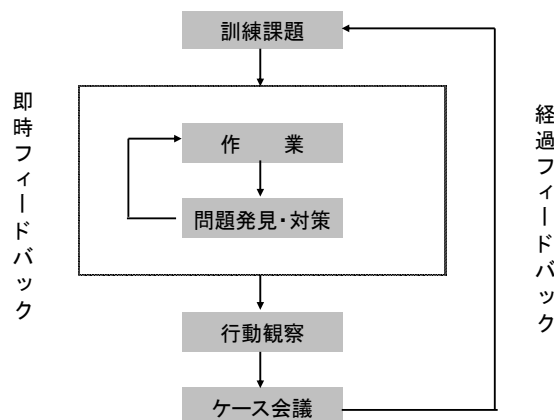 訓練課題
即時フィードバック
作　　業
問題発見・対策
経過フィードバック
行動観察
ケース会議